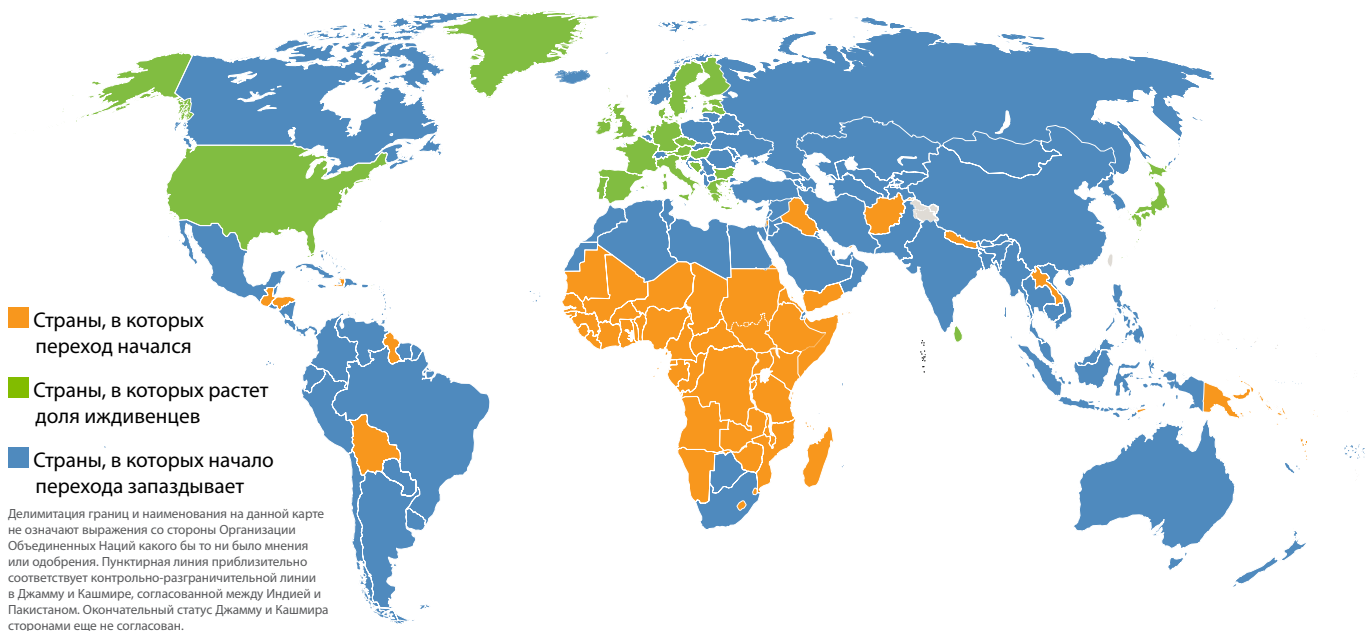 Страны, в которых
переход начался
Страны, в которых растет
доля иждивенцев
Страны, в которых начало
перехода запаздывает
Делимитация границ и наименования на данной карте
не означают выражения со стороны Организации
Объединенных Наций какого бы то ни было мнения
или одобрения. Пунктирная линия приблизительно
соответствует контрольно-разграничительной линии
в Джамму и Кашмире, согласованной между Индией и
Пакистаном. Окончательный статус Джамму и Кашмира
сторонами еще не согласован.